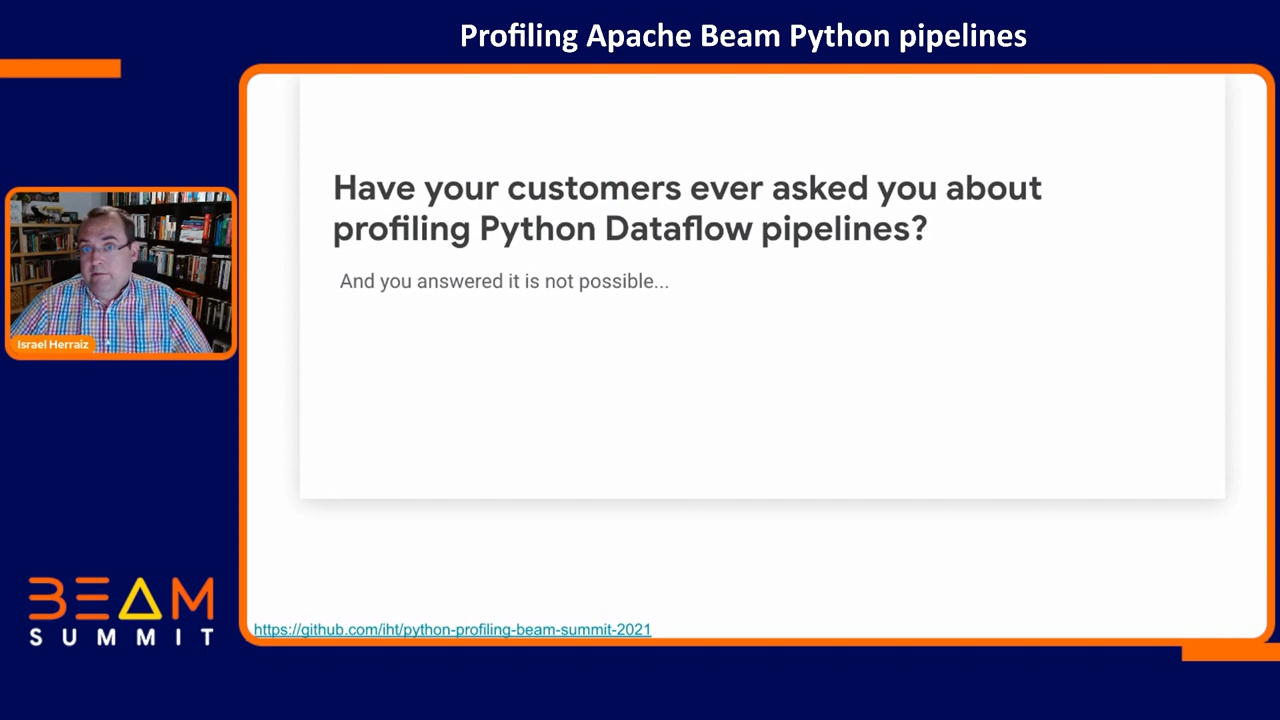 Profiling Apache Beam Python pipelines
Have your customers ever asked you about
profiling Python Dataflow pipelines?
And you answered it is not possible...
Israel Herraiz
BEAM
SUMMIT
https://github.com/iht/python-profiling-beam-summit-2021